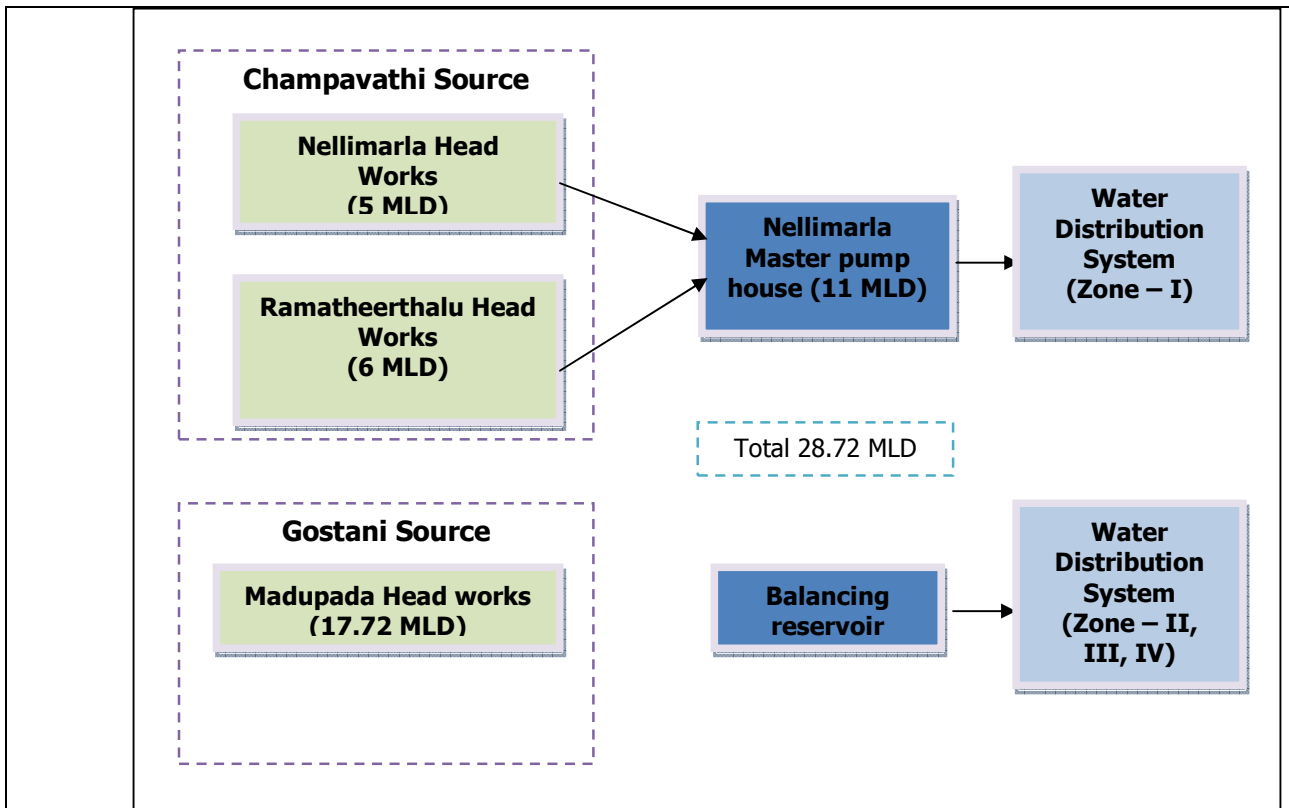 Champavathi Source
Nellimarla Head
Works
(5 MLD)
Ramatheerthalu Head
Works
(6 MLD)
Nellimarla
Master pump
house (11 MLD)
Water
Distribution
System
(Zone – I)
Total 28.72 MLD
Gostani Source
Madupada Head works
(17.72 MLD)
Balancing
reservoir
Water
Distribution
System
(Zone – II,
III, IV)